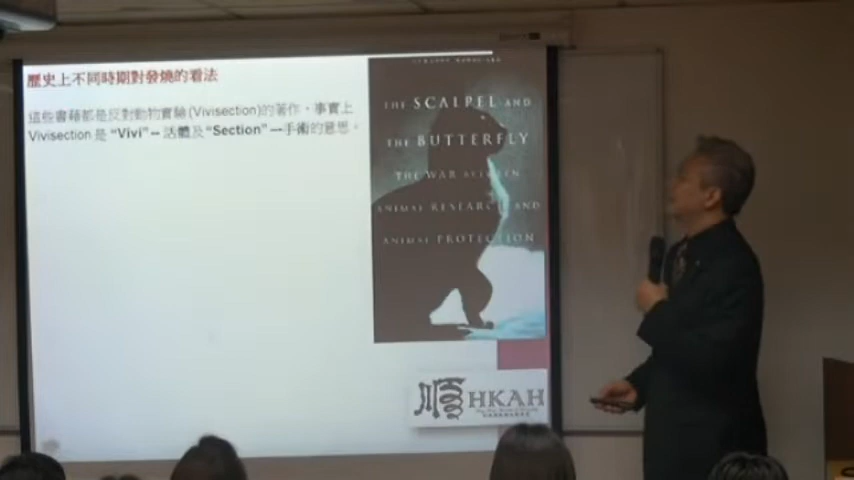 歷史上不同時期對發燒的看法
這些書藉都是反對動物實驗(Vivisection)的著作，事實上
Vivisection 是 “Vivi” -- 活體及 “Section” 一手術的意思。
THE SCALPEL AND
THE BUTTERFLY
THE WAR BETWEEN
ANIMAL RESEARCH AND
ANIMAL PROTECTION
順 HKAH